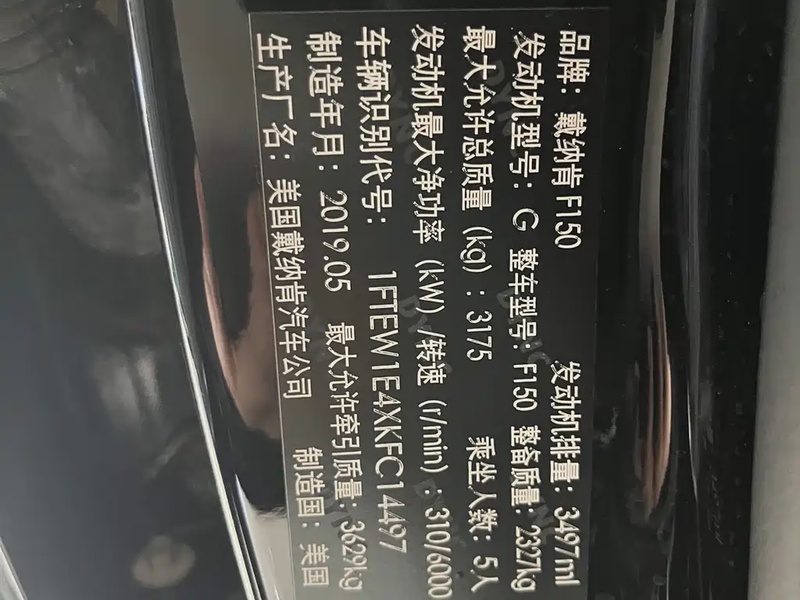 品牌：戴纳肯 F150 发动机排量：3497ml
发动机型号：G 整车型号：F150 整备质量：2327kg
最大允许总质量（kg）：3175 乘坐人数：5人
发动机最大净功率（kW）/转速（r/min）：310/6000
车辆识别代号：1FTEW1E4XKFC14497
制造年月：2019.05 最大允许牵引质量：3629kg
生产厂名：美国戴纳肯汽车公司 制造国：美国